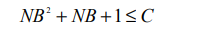 NB² + NB + 1 ≤ C